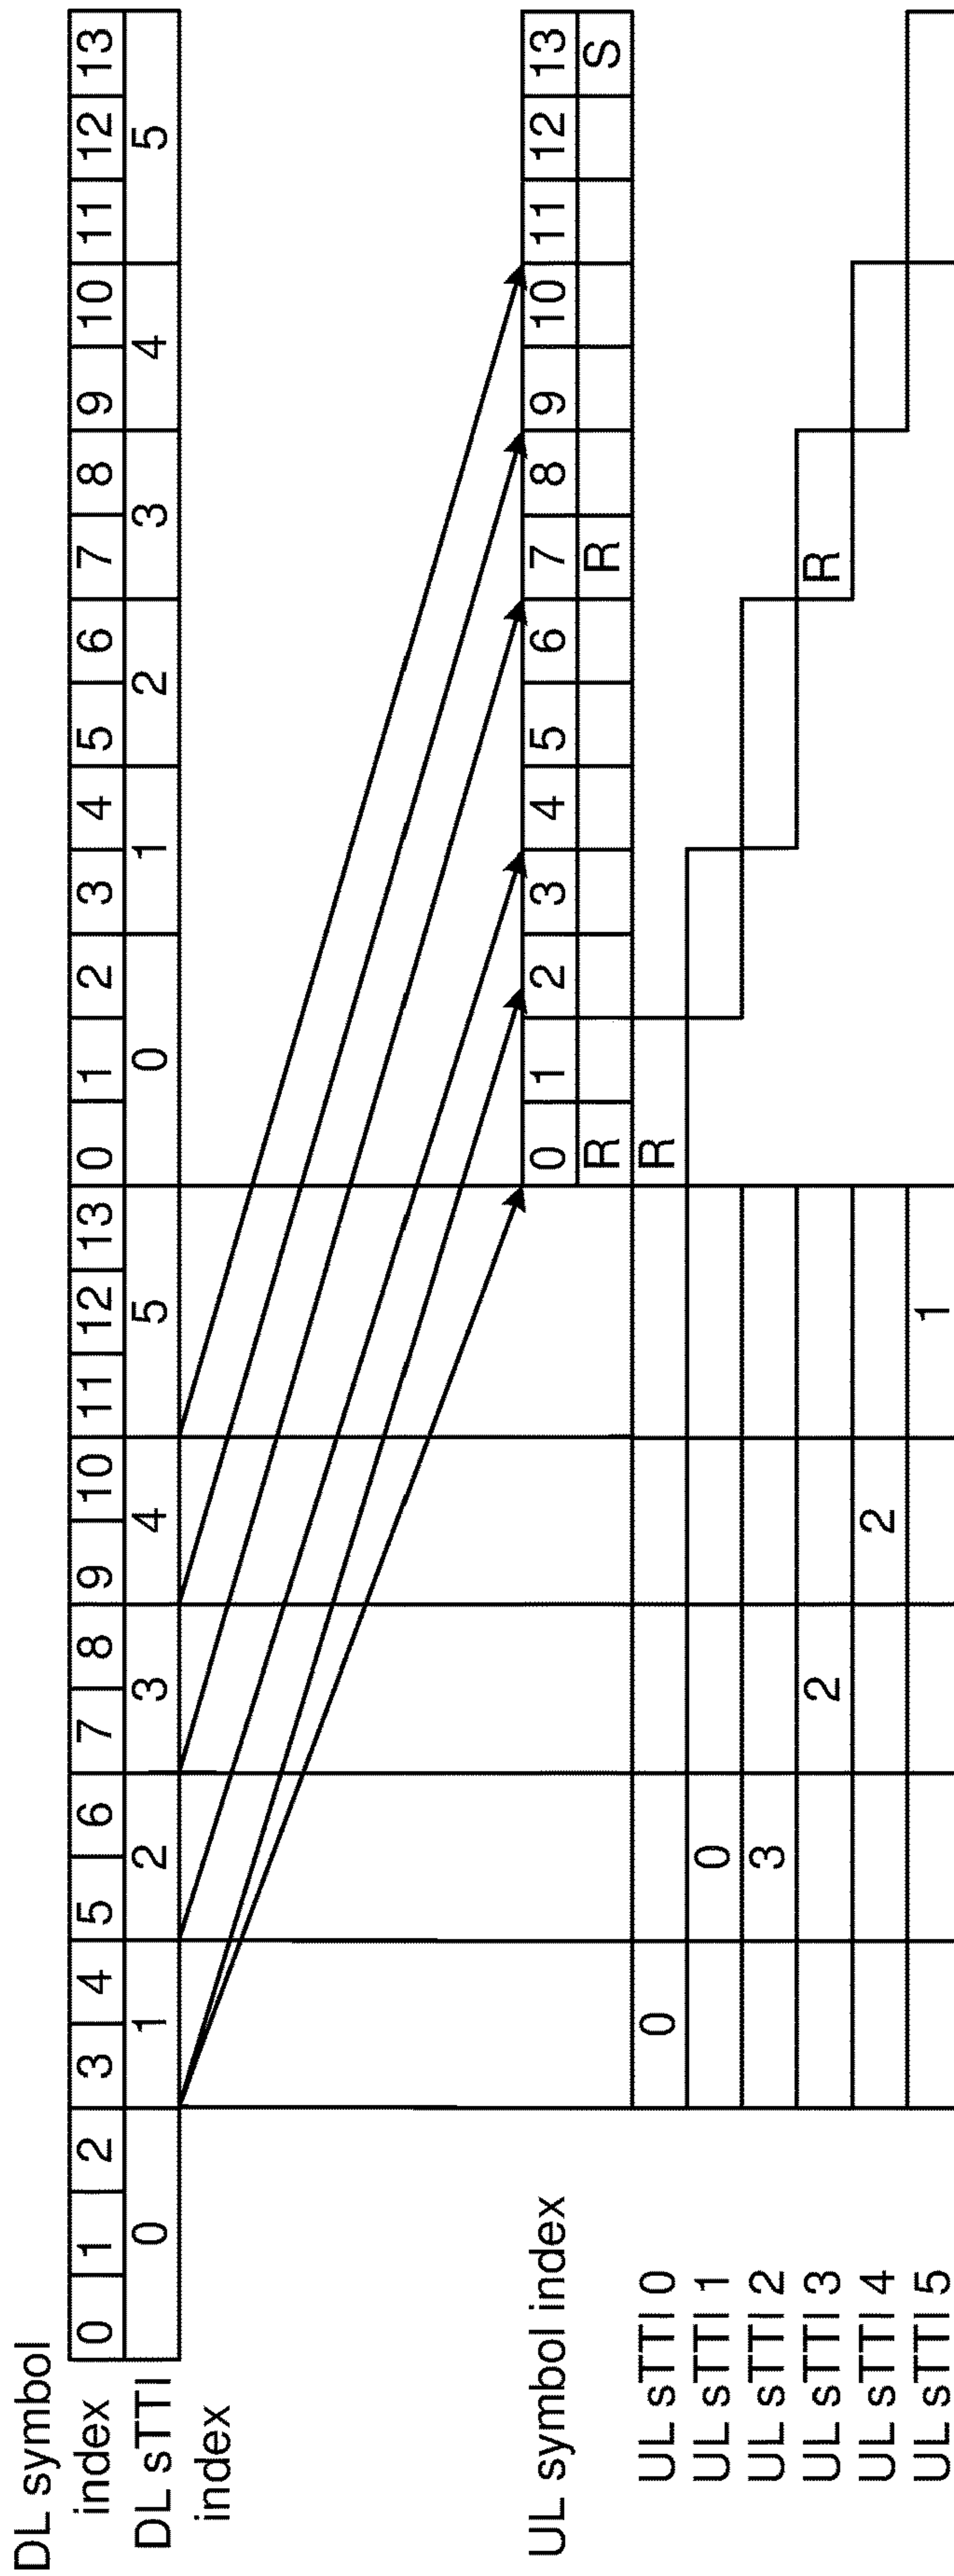 DL symbol
index 0 1 2 3 4 5 6 7 8 9 10 11 12 13 0 1 2 3 4 5 6 7 8 9 10 11 12 13
DL sTTI 0 1 2 3 4 5 0 1 2 3 4 5
index
UL symbol index 0 1 2 3 4 5 6 7 8 9 10 11 12 13
R R S
UL sTTI 0 0 R
UL sTTI 1 0
UL sTTI 2 3
UL sTTI 3 2 R
UL sTTI 4 2
UL sTTI 5 1